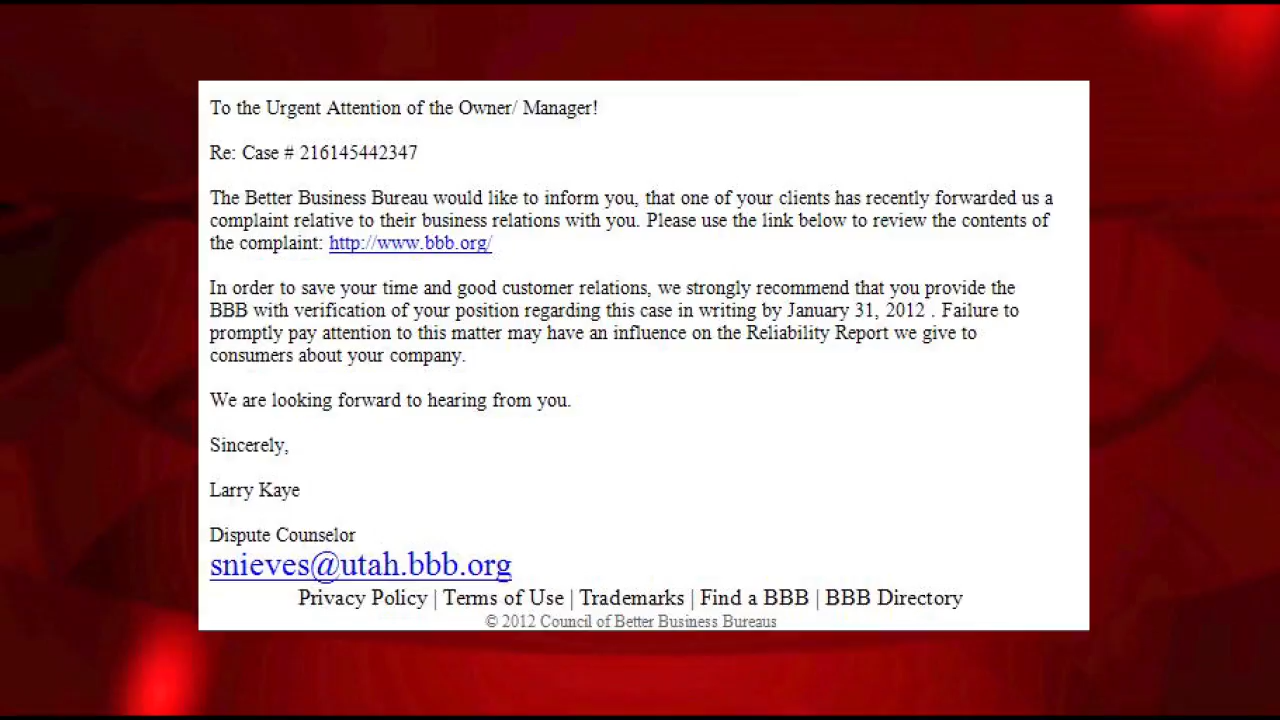 To the Urgent Attention of the Owner/ Manager!
Re: Case # 216145442347
The Better Business Bureau would like to inform you, that one of your clients has recently forwarded us a
complaint relative to their business relations with you. Please use the link below to review the contents of
the complaint: http://www.bbb.org/
In order to save your time and good customer relations, we strongly recommend that you provide the
BBB with verification of your position regarding this case in writing by January 31, 2012 . Failure to
promptly pay attention to this matter may have an influence on the Reliability Report we give to
consumers about your company.
We are looking forward to hearing from you.
Sincerely,
Larry Kaye
Dispute Counselor
snieves@utah.bbb.org
Privacy Policy | Terms of Use | Trademarks | Find a BBB | BBB Directory
© 2012 Council of Better Business Bureaus